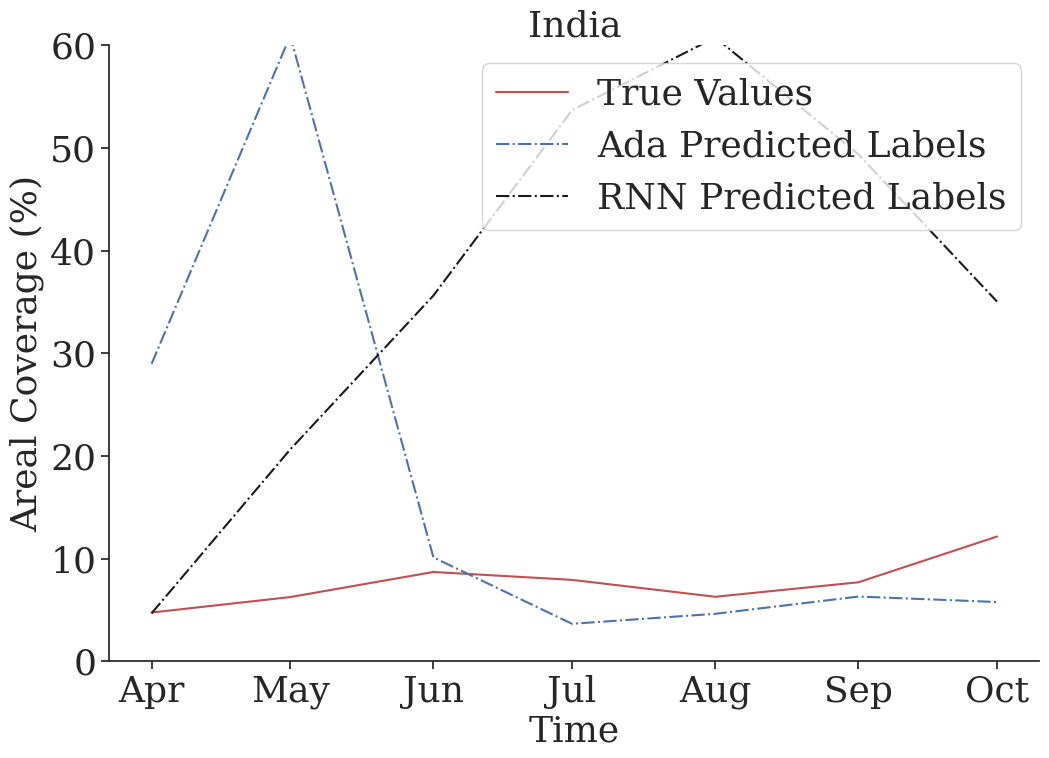 India
60
50
40
30
20
10
0
Areal Coverage (%)
True Values
Ada Predicted Labels
RNN Predicted Labels
Apr May Jun Jul Aug Sep Oct
Time